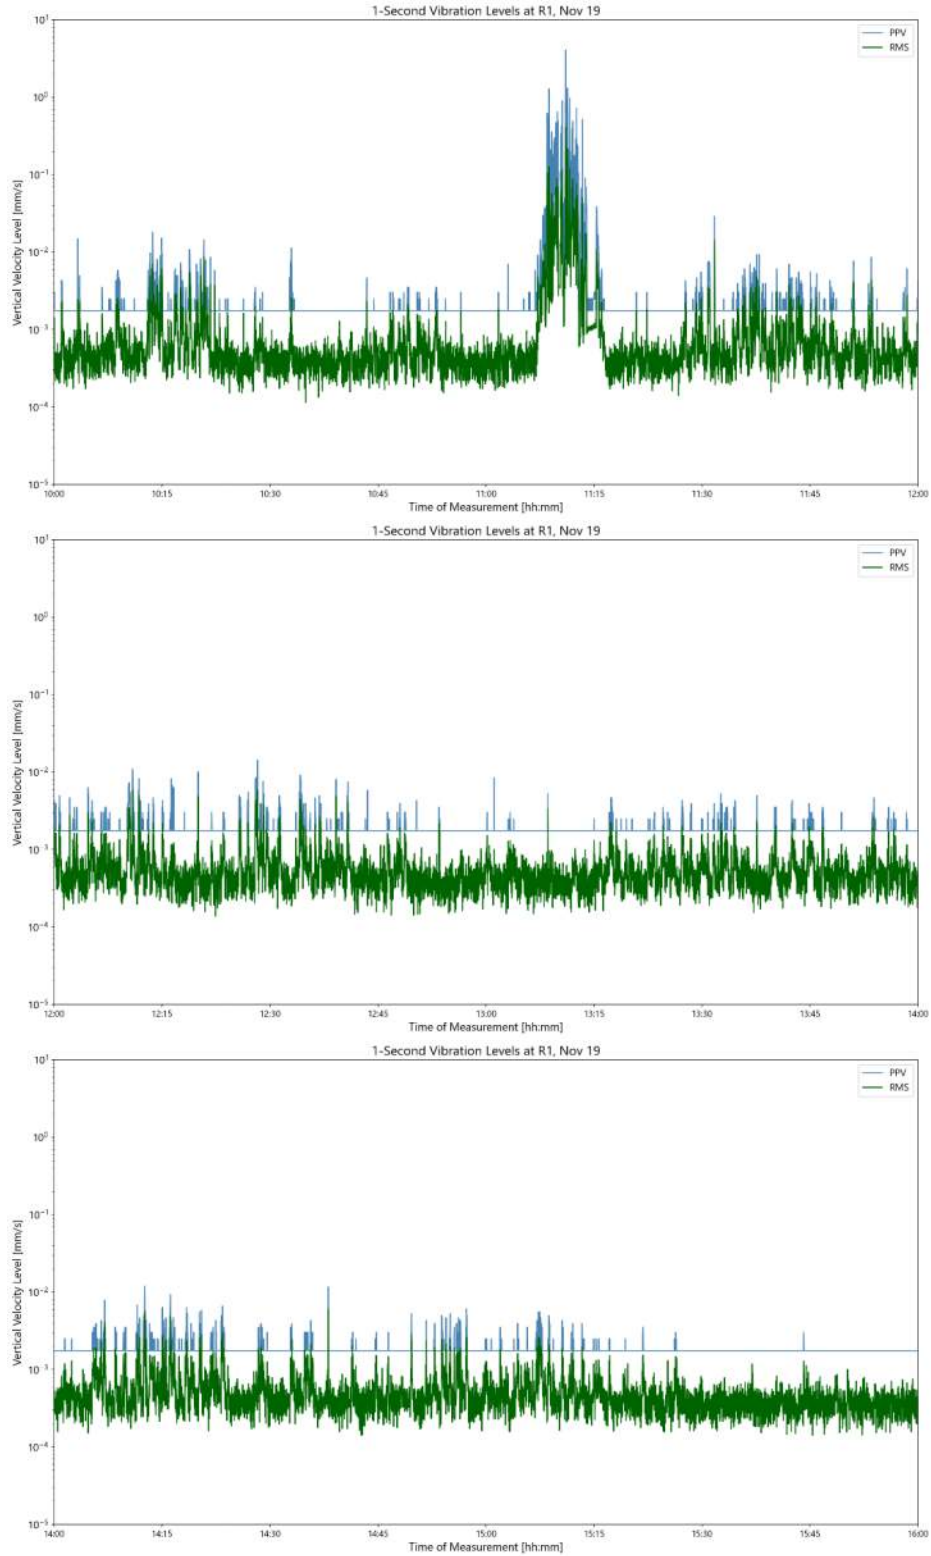 1-Second Vibration Levels at R1, Nov 19
PPV
RMS
Vertical Velocity Level [mm/s]
10¹
10⁰
10⁻¹
10⁻²
10⁻³
10⁻⁴
10⁻⁵
10:00 10:15 10:30 10:45 11:00 11:15 11:30 11:45 12:00
Time of Measurement [hh:mm]
1-Second Vibration Levels at R1, Nov 19
PPV
RMS
Vertical Velocity Level [mm/s]
10¹
10⁰
10⁻¹
10⁻²
10⁻³
10⁻⁴
10⁻⁵
12:00 12:15 12:30 12:45 13:00 13:15 13:30 13:45 14:00
Time of Measurement [hh:mm]
1-Second Vibration Levels at R1, Nov 19
PPV
RMS
Vertical Velocity Level [mm/s]
10¹
10⁰
10⁻¹
10⁻²
10⁻³
10⁻⁴
10⁻⁵
14:00 14:15 14:30 14:45 15:00 15:15 15:30 15:45 16:00
Time of Measurement [hh:mm]